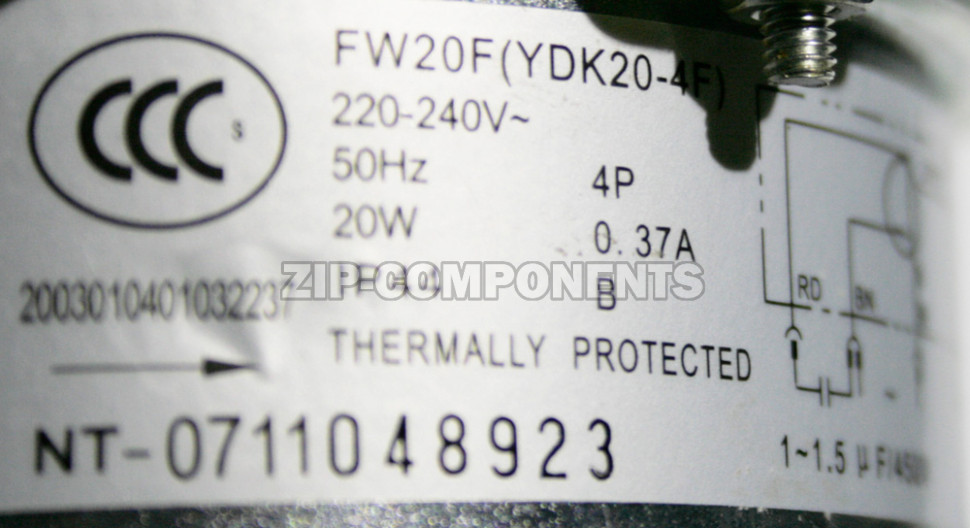 CCC S
FW20F(YDK20-4F)
220-240V~
50Hz 4P
20W 0.37A
B
2003010401032237
ZIP-COMPONENTS
THERMALLY PROTECTED
NT-0711048923
RD BN
1~1.5 μF/450